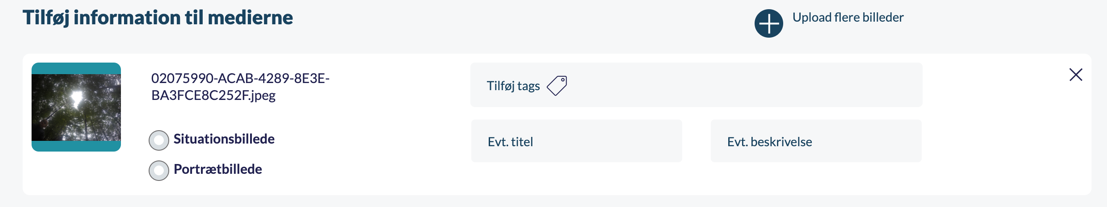 Tilføj information til medierne
Upload flere billeder
02075990-ACAB-4289-8E3E-
BA3FCE8C252F.jpeg
Tilføj tags
Situationsbillede
Evt. titel
Evt. beskrivelse
Portrætbillede